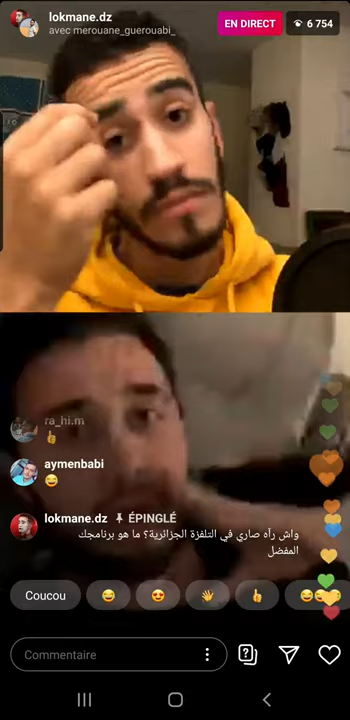 lokmane.dz
avec merouane_guerouabi_
EN DIRECT
6 754
ra_hi.m
👍
aymenbabi
😂
lokmane.dz ÉPINGLÉ
واش رآه صاري في التلفزة الجزائرية؟ ما هو برنامجك
المفضل
Coucou
Commentaire